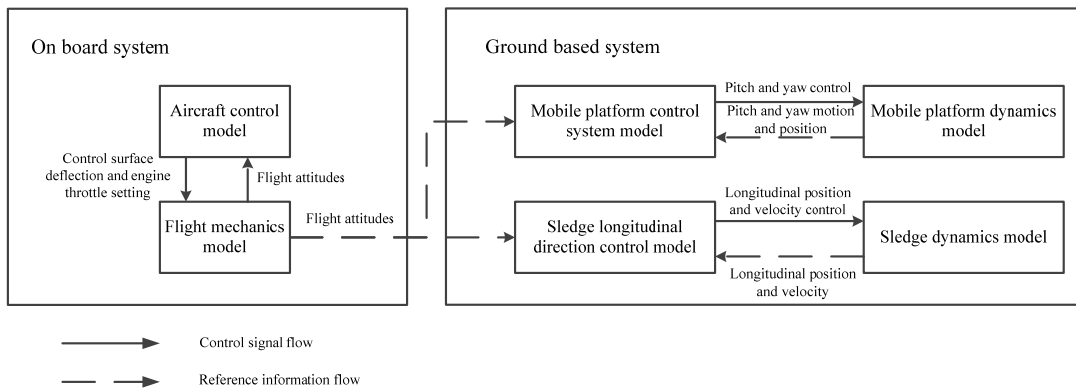 On board system
Aircraft control
model
Control surface
deflection and engine
throttle setting
Flight attitudes
Flight mechanics
model
Flight attitudes
Ground based system
Mobile platform control
system model
Pitch and yaw control
Pitch and yaw motion
and position
Mobile platform dynamics
model
Sledge longitudinal
direction control model
Longitudinal position
and velocity control
Longitudinal position
and velocity
Sledge dynamics model
Control signal flow
Reference information flow